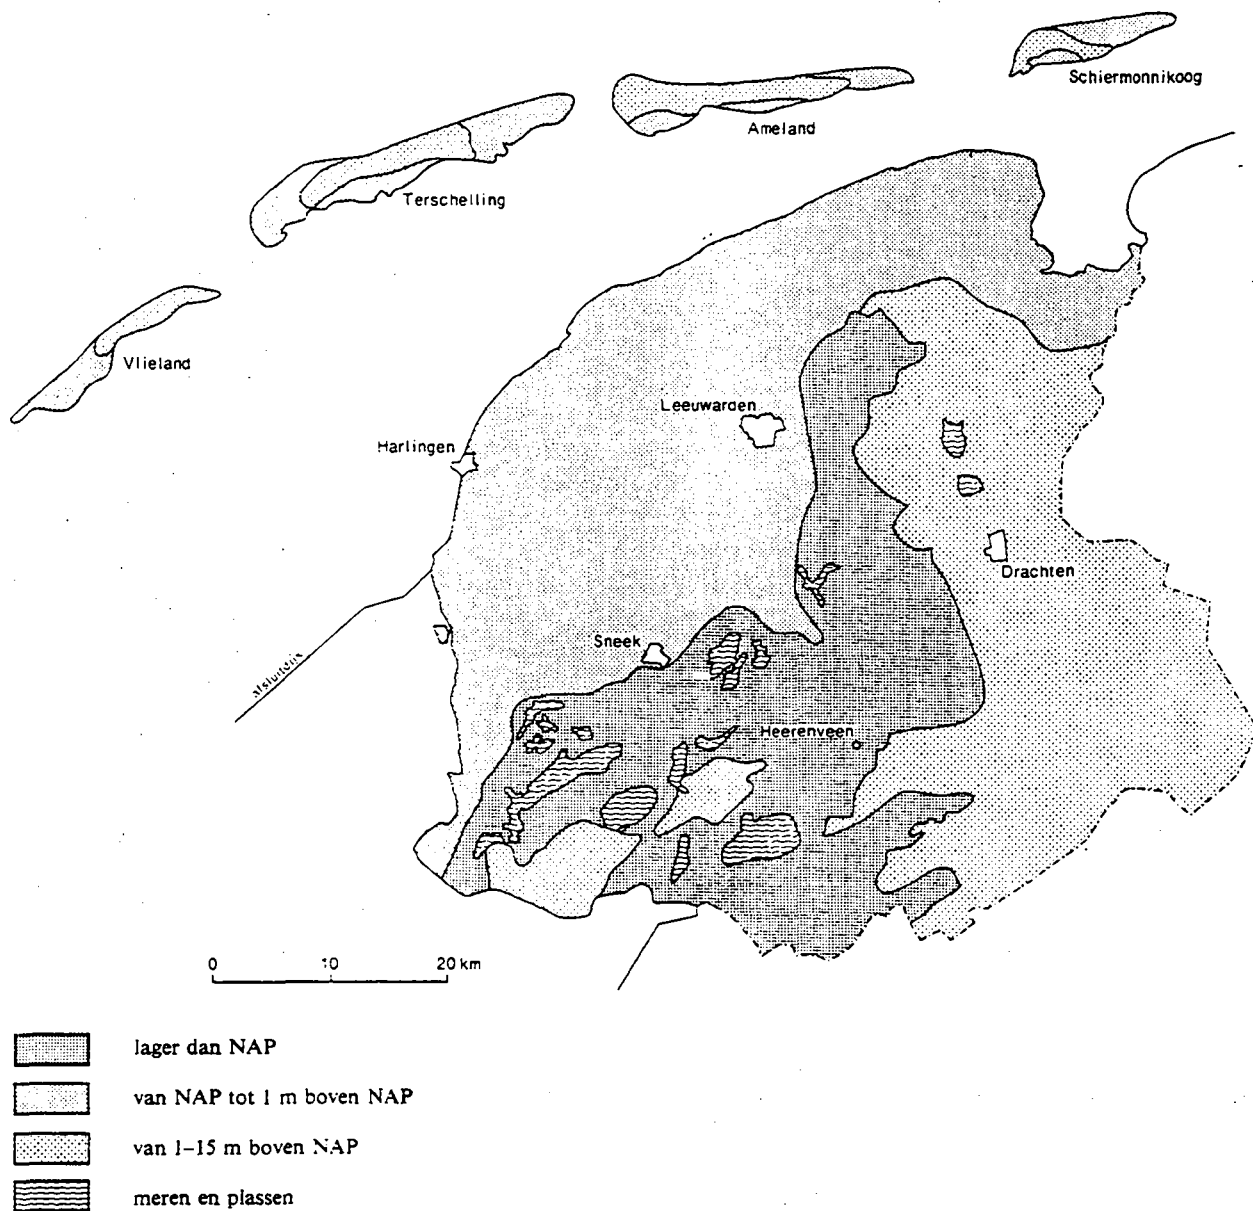 Schiermonnikoog
Ameland
Terschelling
Vlieland
Leeuwarden
Harlingen
Drachten
Sneek
Afsluitdijk
Heerenveen
0 10 20 km
lager dan NAP
van NAP tot 1 m boven NAP
van 1–15 m boven NAP
meren en plassen